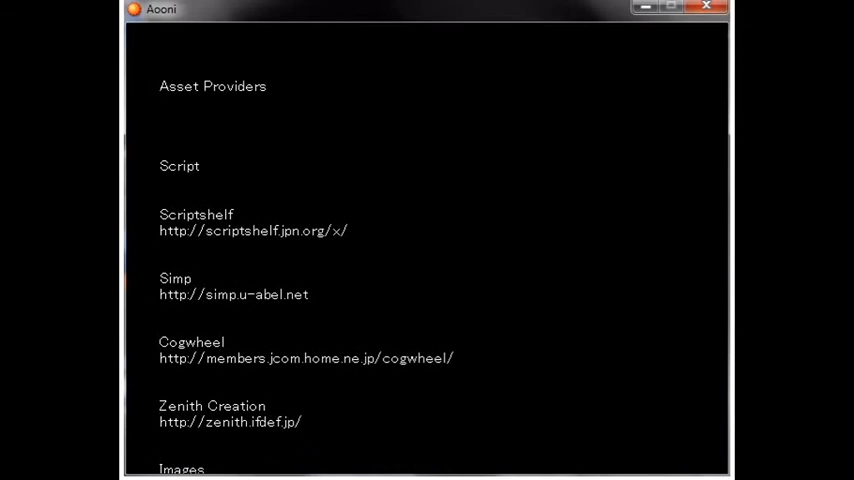 Aooni
Asset Providers
Script
Scriptshelf
http://scriptshelf.jpn.org/x/
Simp
http://simp.u-abel.net
Cogwheel
http://members.jcom.home.ne.jp/cogwheel/
Zenith Creation
http://zenith.ifdef.jp/
Images